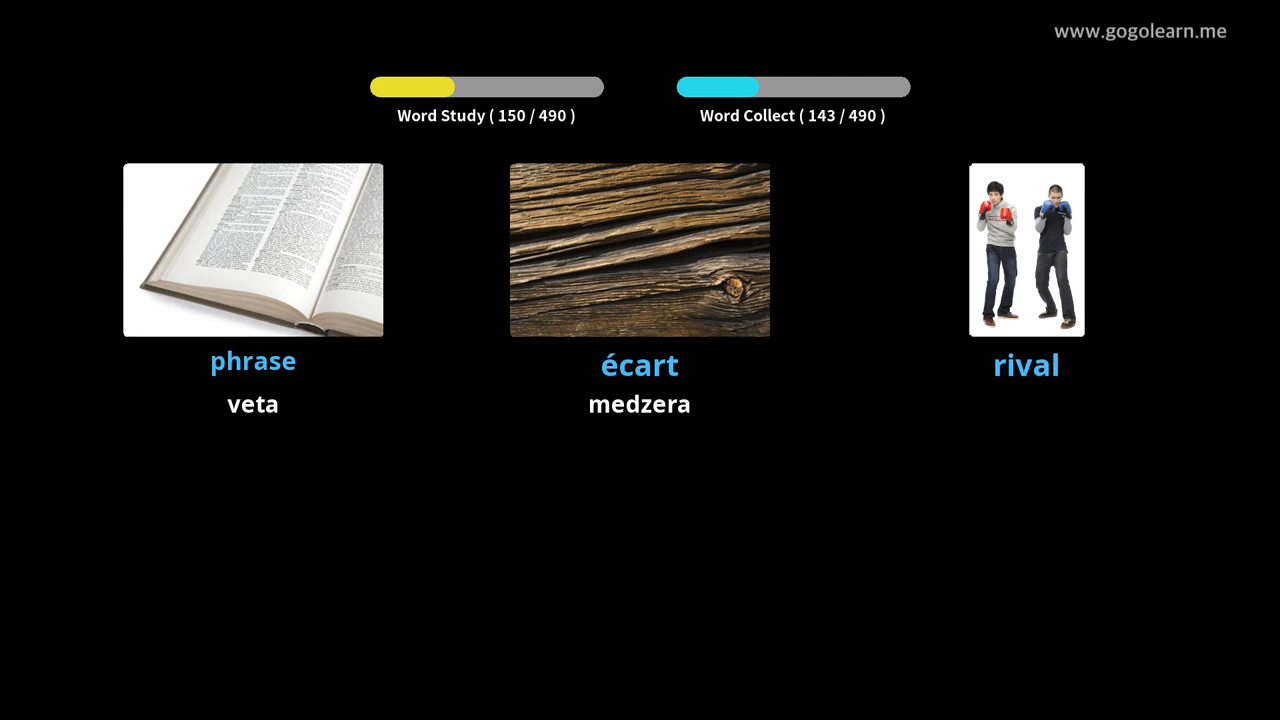 www.gogolearn.me
Word Study ( 150 / 490 )
Word Collect ( 143 / 490 )
phrase
veta
écart
medzera
rival